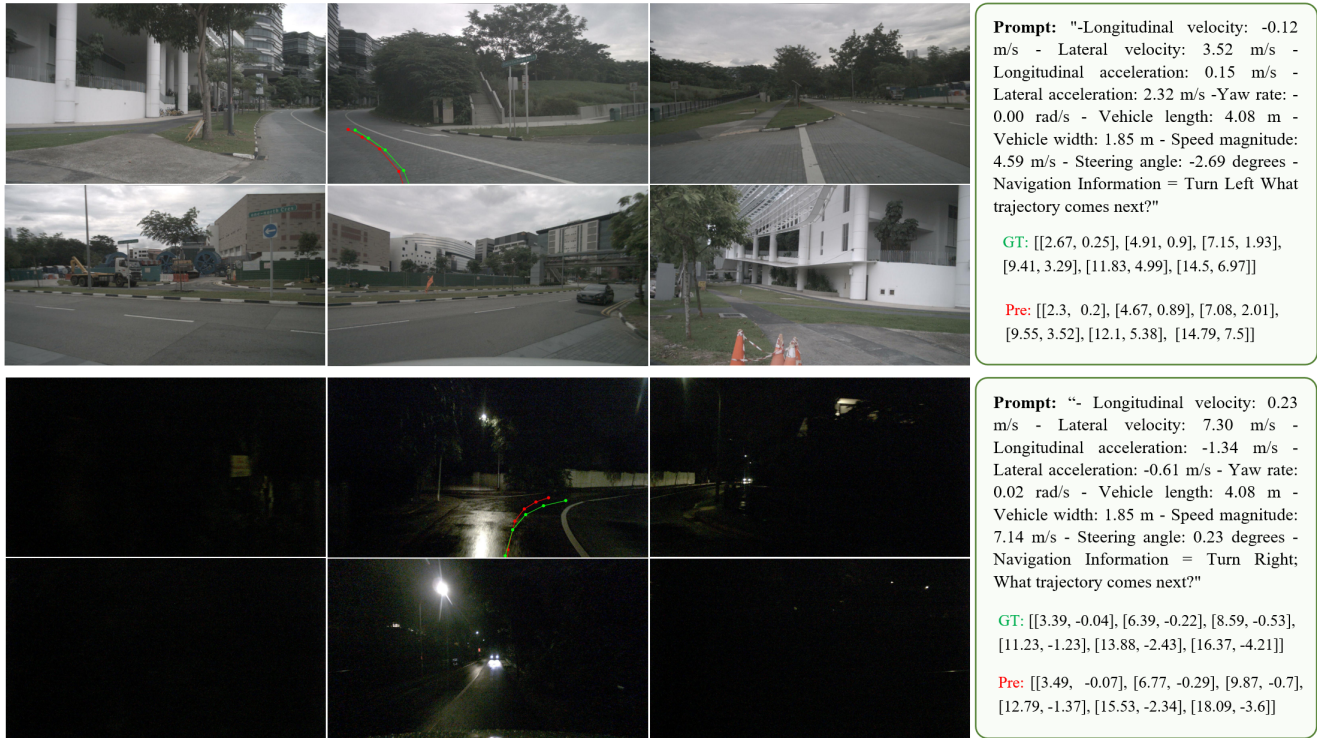 Prompt: "-Longitudinal velocity: -0.12
m/s - Lateral velocity: 3.52 m/s -
Longitudinal acceleration: 0.15 m/s -
Lateral acceleration: 2.32 m/s -Yaw rate: -
0.00 rad/s - Vehicle length: 4.08 m -
Vehicle width: 1.85 m - Speed magnitude:
4.59 m/s - Steering angle: -2.69 degrees -
Navigation Information = Turn Left What
trajectory comes next?"
GT: [[2.67, 0.25], [4.91, 0.9], [7.15, 1.93],
[9.41, 3.29], [11.83, 4.99], [14.5, 6.97]]
Pre: [[2.3, 0.2], [4.67, 0.89], [7.08, 2.01],
[9.55, 3.52], [12.1, 5.38], [14.79, 7.5]]
Prompt: “- Longitudinal velocity: 0.23
m/s - Lateral velocity: 7.30 m/s -
Longitudinal acceleration: -1.34 m/s -
Lateral acceleration: -0.61 m/s - Yaw rate:
0.02 rad/s - Vehicle length: 4.08 m -
Vehicle width: 1.85 m - Speed magnitude:
7.14 m/s - Steering angle: 0.23 degrees -
Navigation Information = Turn Right;
What trajectory comes next?"
GT: [[3.39, -0.04], [6.39, -0.22], [8.59, -0.53],
[11.23, -1.23], [13.88, -2.43], [16.37, -4.21]]
Pre: [[3.49, -0.07], [6.77, -0.29], [9.87, -0.7],
[12.79, -1.37], [15.53, -2.34], [18.09, -3.6]]